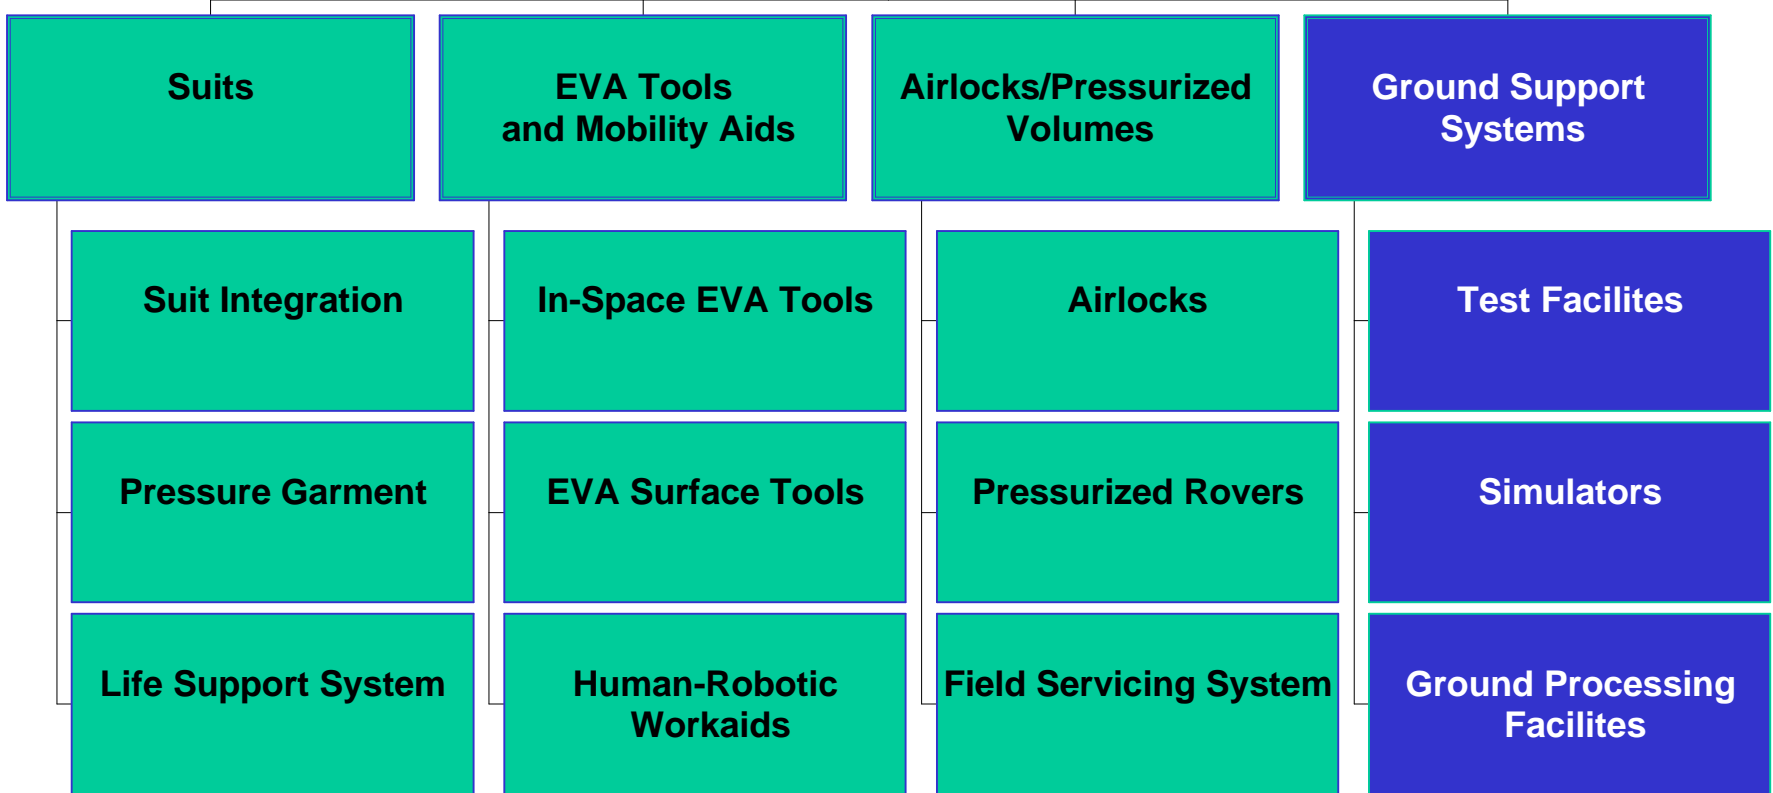 Suits
EVA Tools
and Mobility Aids
Airlocks/Pressurized
Volumes
Ground Support
Systems
Suit Integration
In-Space EVA Tools
Airlocks
Test Facilites
Pressure Garment
EVA Surface Tools
Pressurized Rovers
Simulators
Life Support System
Human-Robotic
Workaids
Field Servicing System
Ground Processing
Facilites